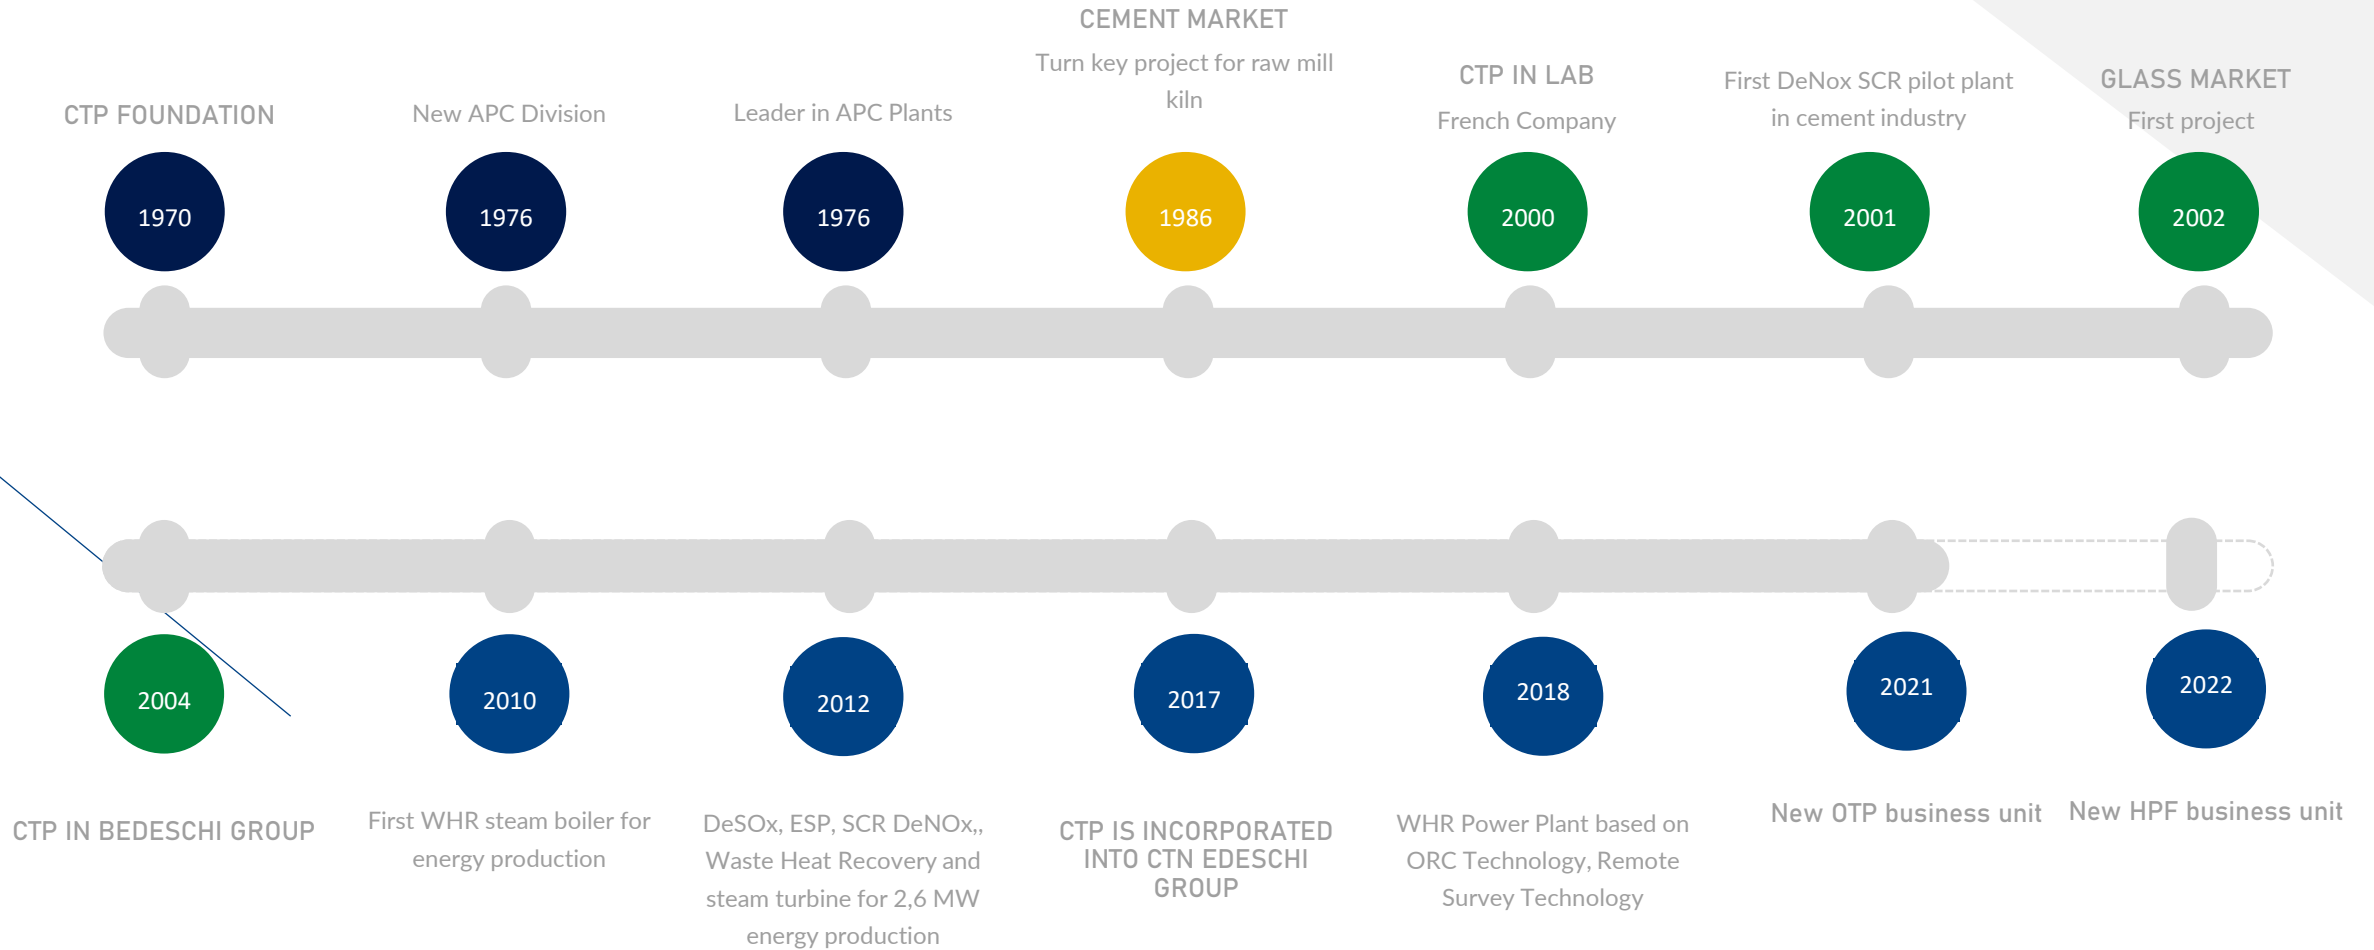 CTP FOUNDATION
1970
New APC Division
1976
Leader in APC Plants
1976
CEMENT MARKET
Turn key project for raw mill
kiln
1986
CTP IN LAB
French Company
2000
First DeNox SCR pilot plant
in cement industry
2001
GLASS MARKET
First project
2002
2004
CTP IN BEDESCHI GROUP
2010
First WHR steam boiler for
energy production
2012
DeSOx, ESP, SCR DeNOx,,
Waste Heat Recovery and
steam turbine for 2,6 MW
energy production
2017
CTP IS INCORPORATED
INTO CTN EDESCHI
GROUP
2018
WHR Power Plant based on
ORC Technology, Remote
Survey Technology
2021
New OTP business unit
2022
New HPF business unit